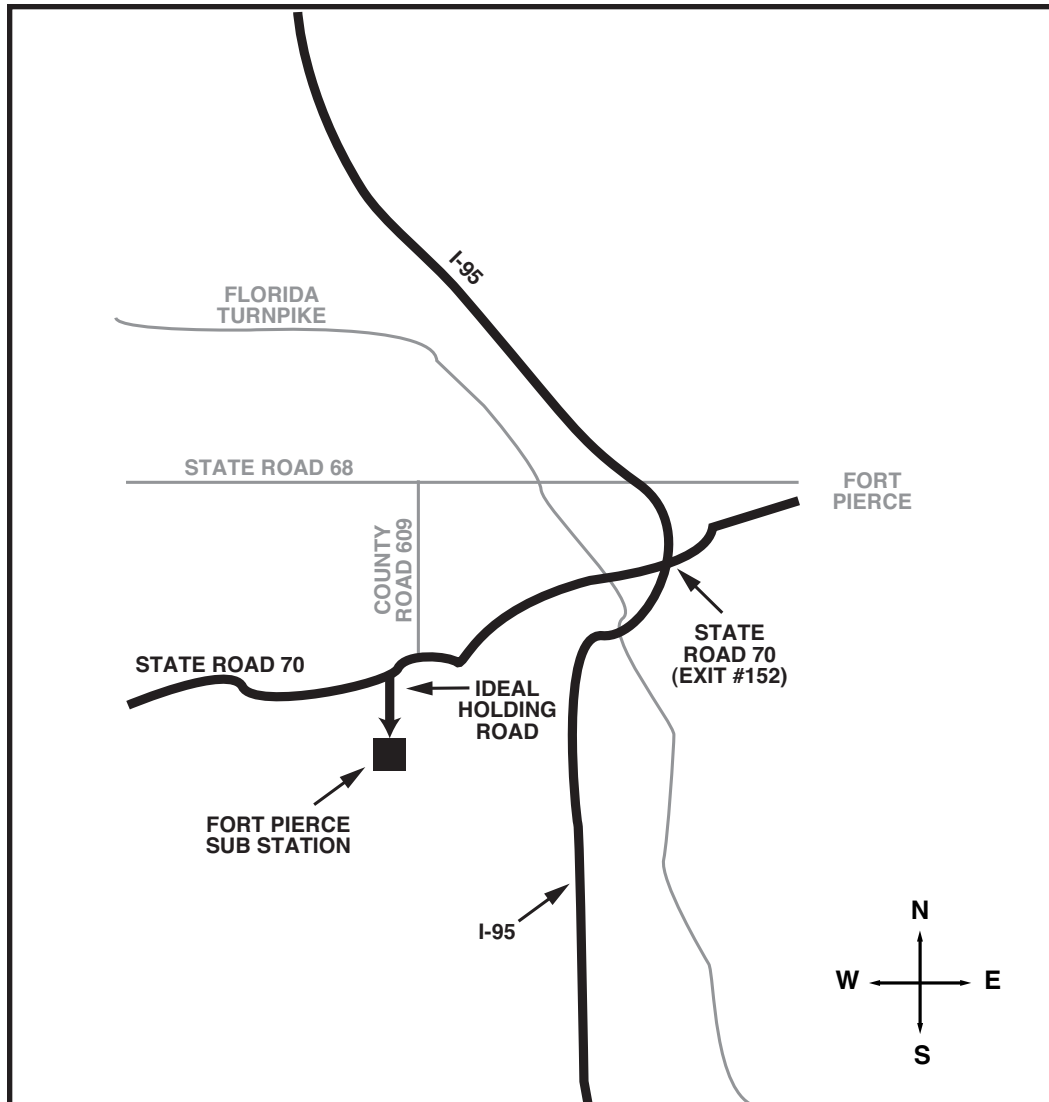 I-95
FLORIDA
TURNPIKE
STATE ROAD 68
FORT
PIERCE
COUNTY
ROAD 609
STATE
ROAD 70
(EXIT #152)
STATE ROAD 70
IDEAL
HOLDING
ROAD
FORT PIERCE
SUB STATION
I-95
N
W
E
S